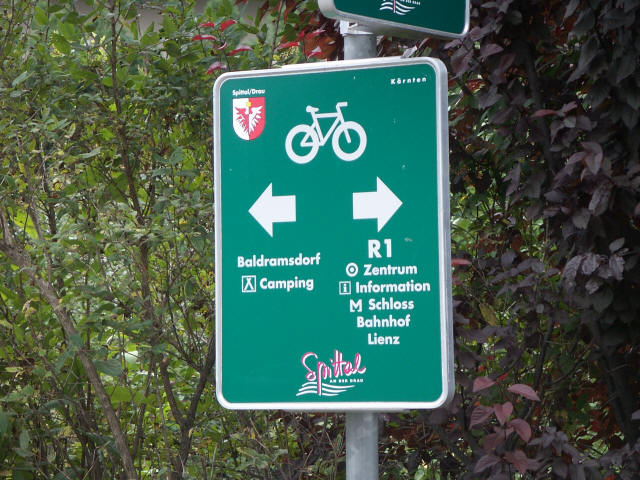 Spittal/Drau
Kärnten
Baldramsdorf
Camping
R1
Zentrum
i Information
M Schloss
Bahnhof
Lienz
Spittal
AN DER DRAU